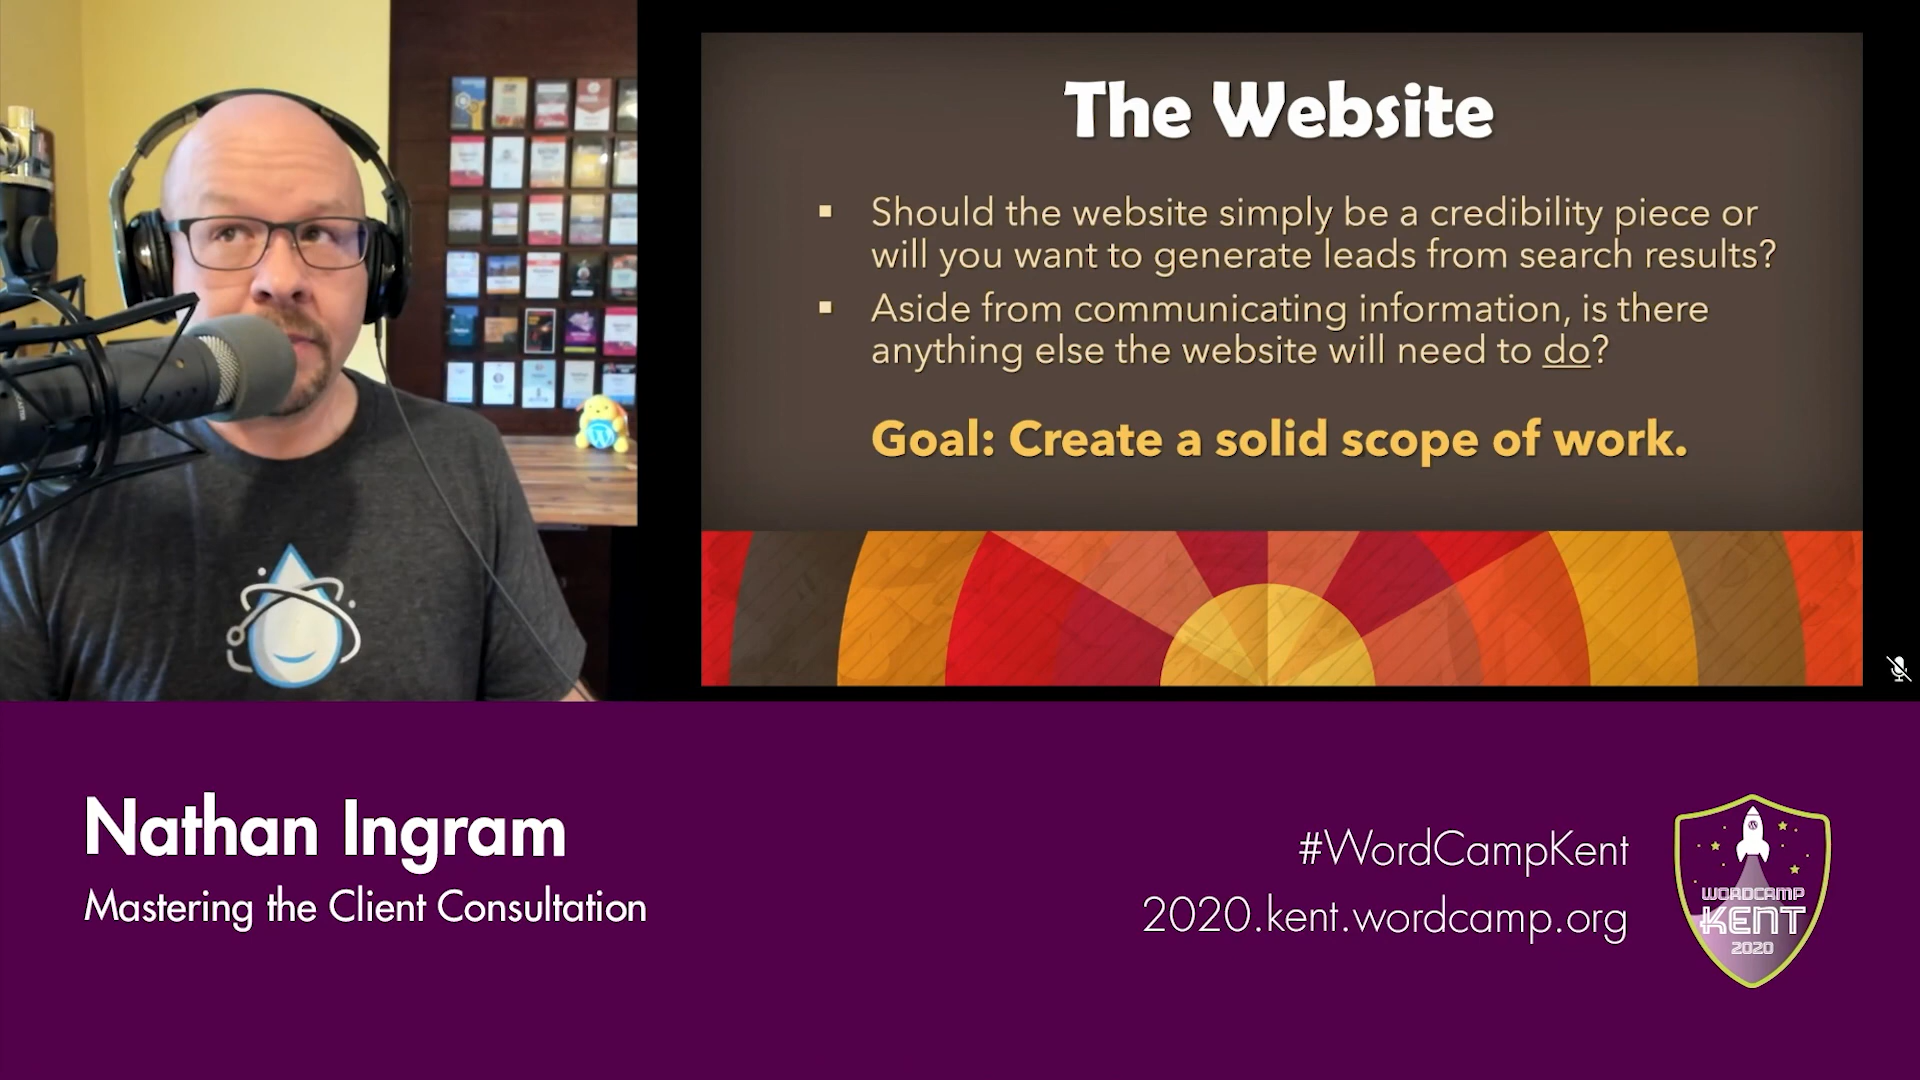 The Website
▪ Should the website simply be a credibility piece or
will you want to generate leads from search results?
▪ Aside from communicating information, is there
anything else the website will need to do?
Goal: Create a solid scope of work.
Nathan Ingram
Mastering the Client Consultation
#WordCampKent
2020.kent.wordcamp.org
WORDCAMP
KENT
2020